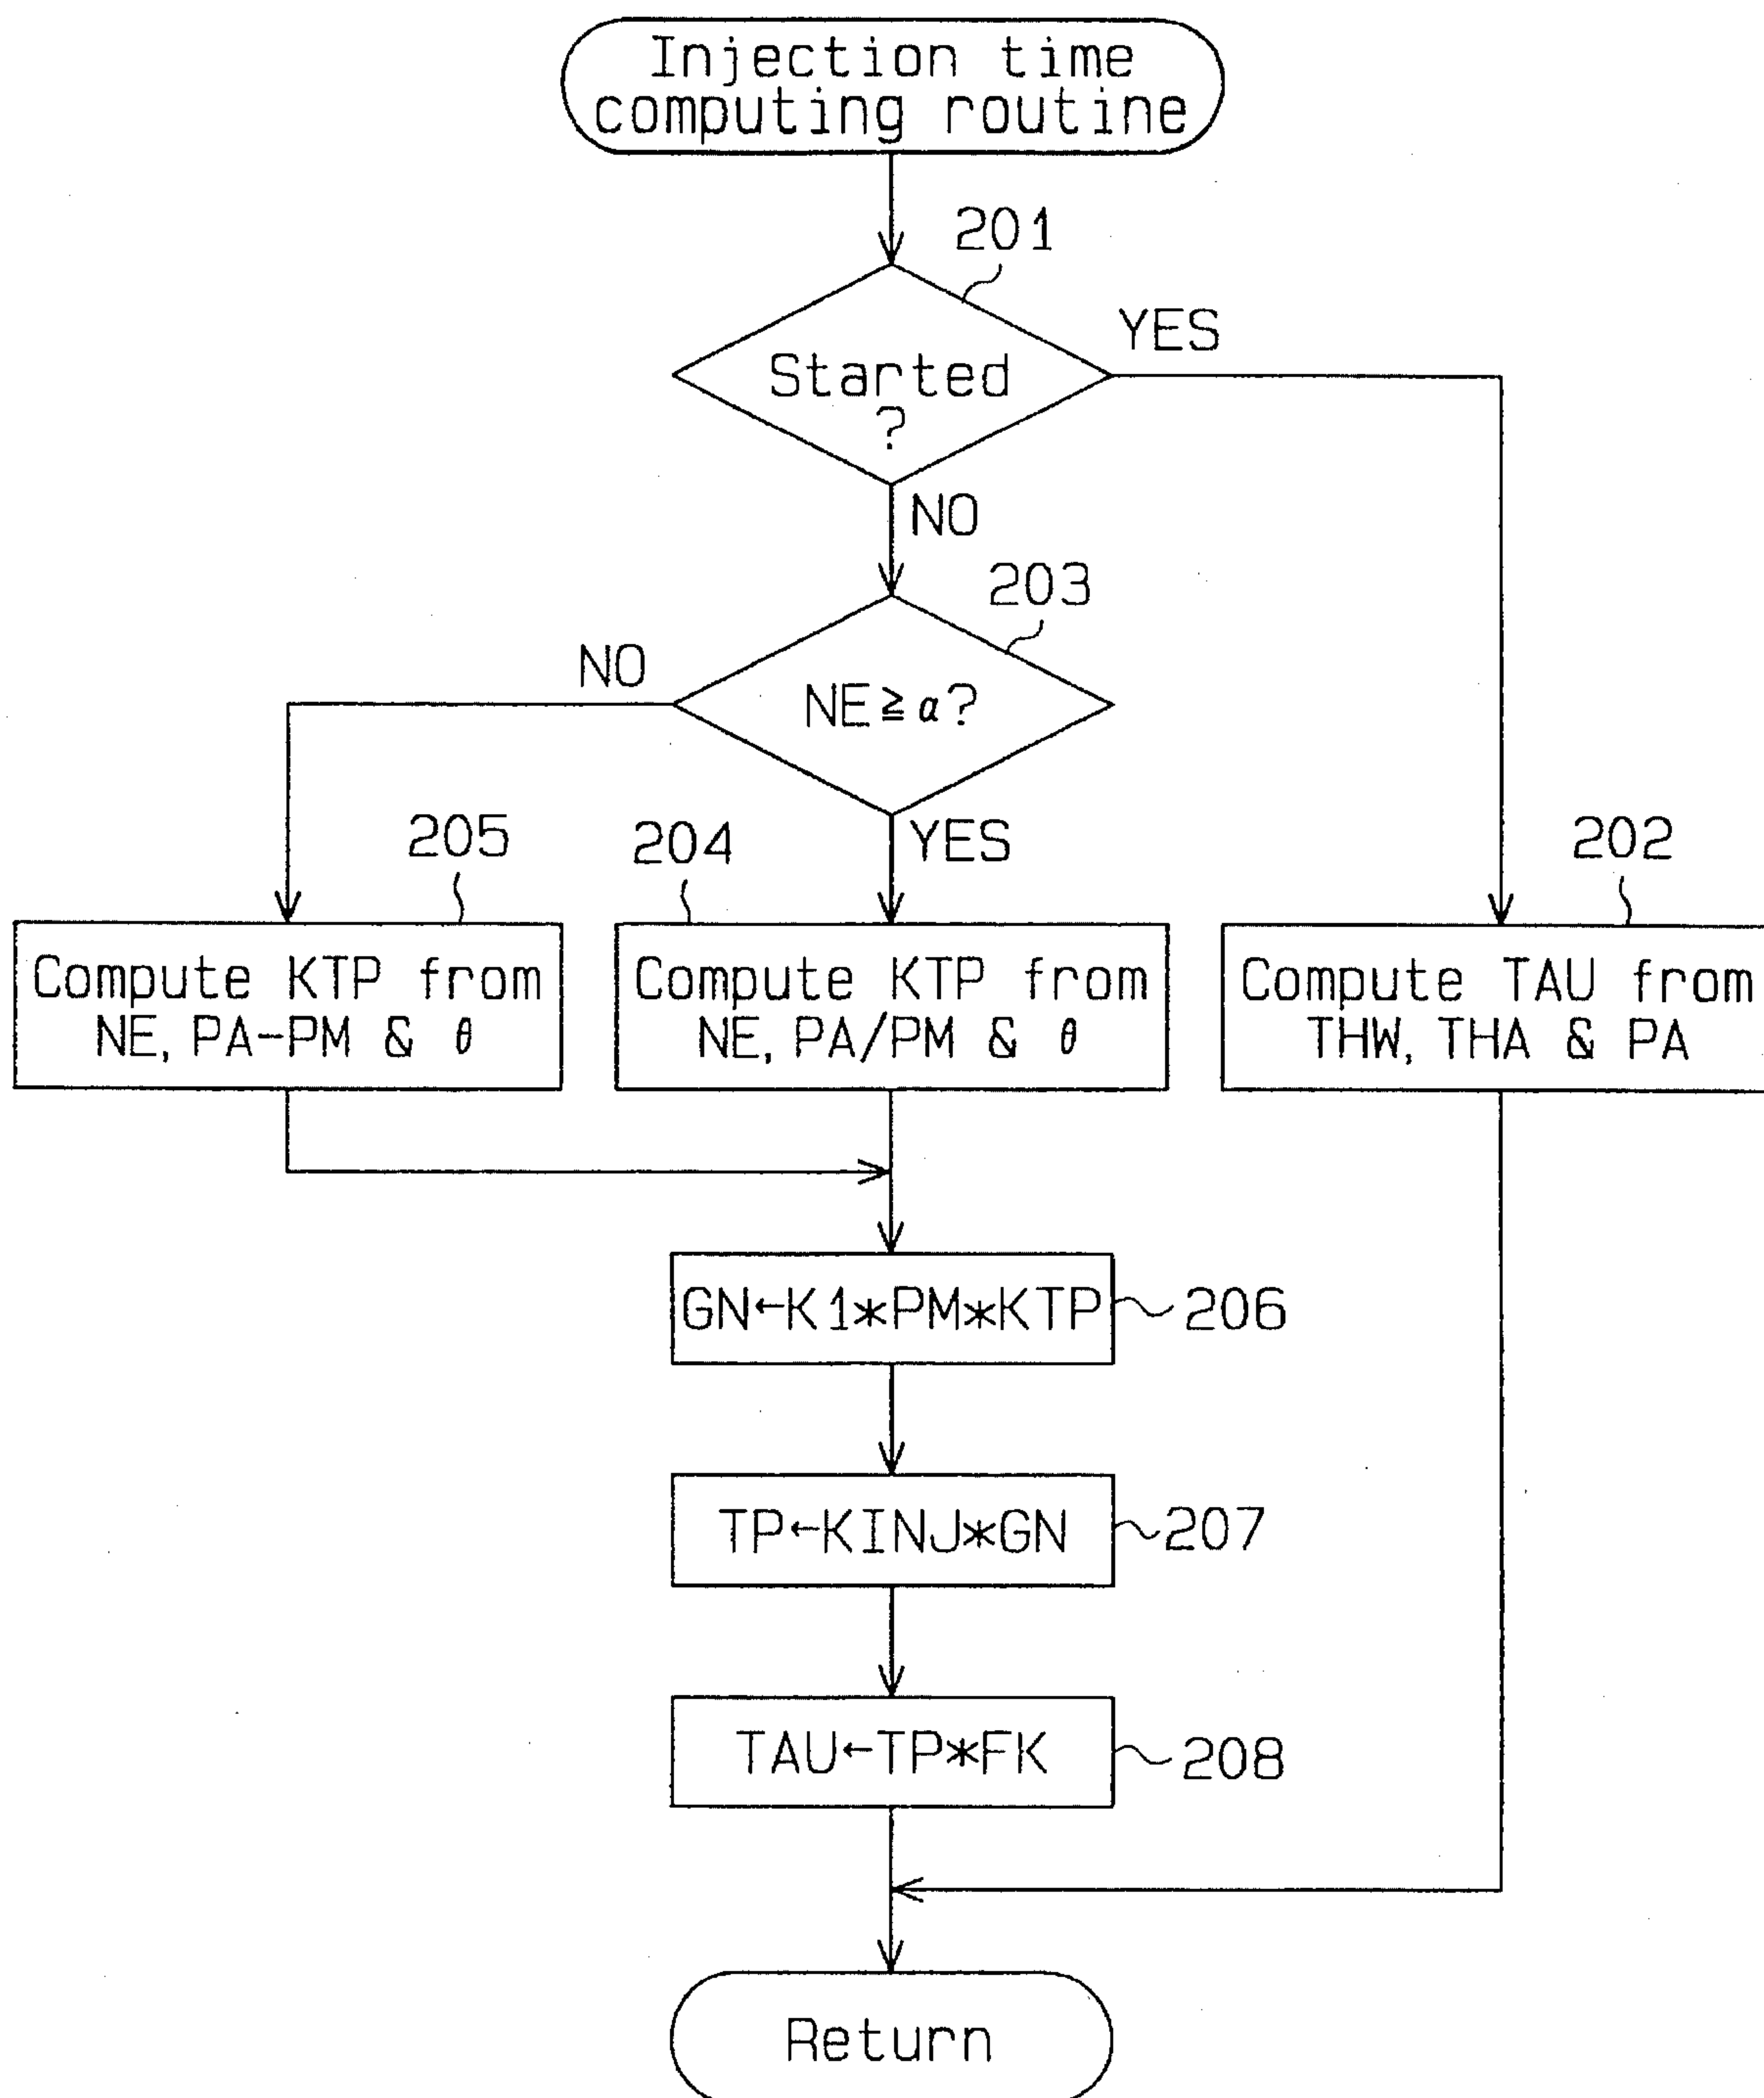 Injection time
computing routine
201
YES
Started
?
NO
203
NO
NE≧α?
205
204
YES
202
Compute KTP from
NE, PA-PM & θ
Compute KTP from
NE, PA/PM & θ
Compute TAU from
THW, THA & PA
GN←K1*PM*KTP
206
TP←KINJ*GN
207
TAU←TP*FK
208
Return